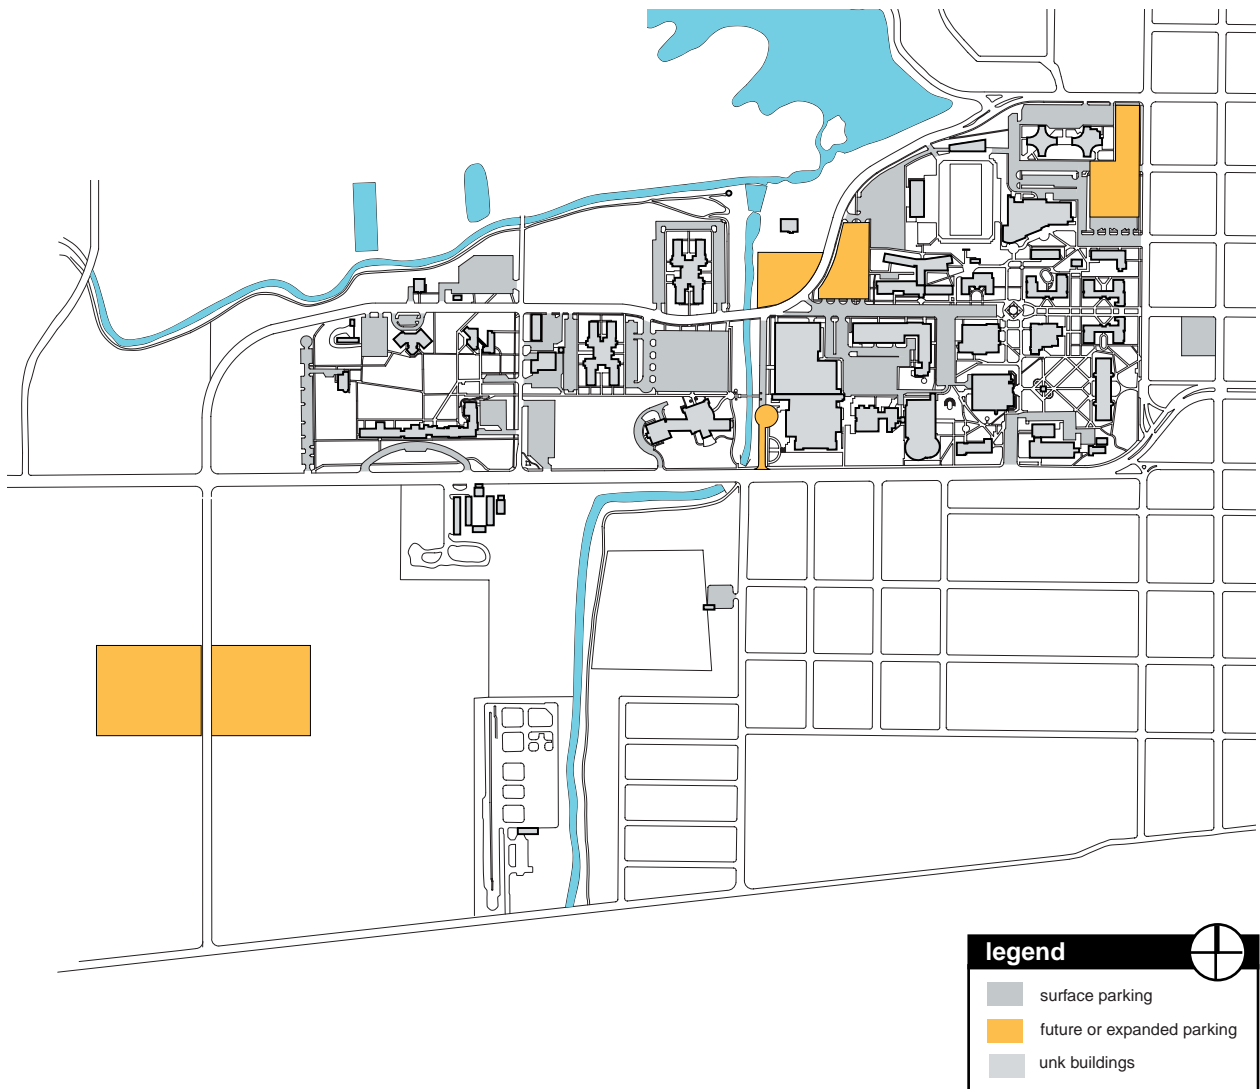 legend
surface parking
future or expanded parking
unk buildings